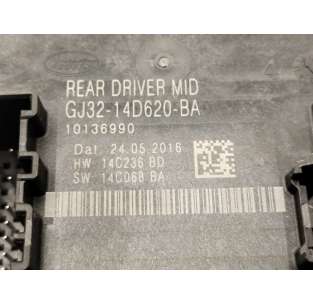 REAR DRIVER MID
GJ32-14D620-BA
10136990
Dat. 24.05.2016
HW 14C236 BD
SW 14C068 BA